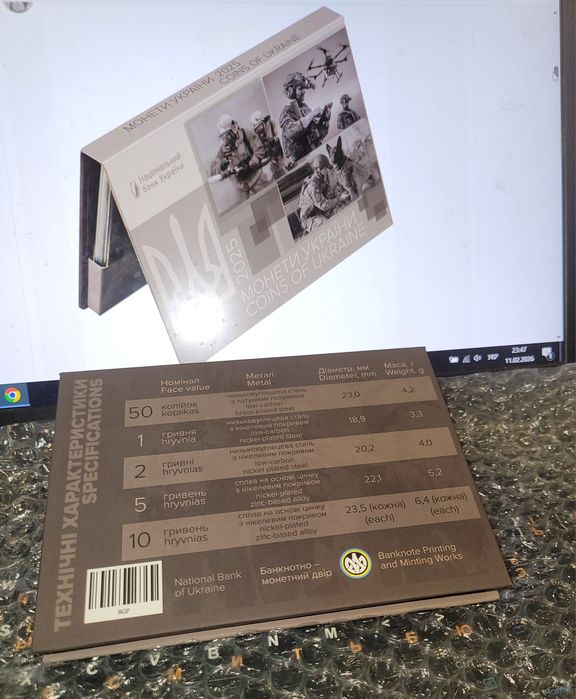 МОНЕТИ УКРАЇНИ 2025
COINS OF UKRAINE
Національний
банк України
2025
МОНЕТИ УКРАЇНИ
COINS OF UKRAINE
УКР
23:47
11.02.2026
ТЕХНІЧНІ ХАРАКТЕРИСТИКИ
SPECIFICATIONS
Номінал
Face value
Метал
Metal
Діаметр, мм
Diameter, mm
Маса, г
Weight, g
50 копійок
kopiikas
низьковуглецева сталь
з латунним покривом
low-carbon
brass-plated steel
23,0
4,2
1 гривня
hryvnia
низьковуглецева сталь
з нікелевим покривом
low-carbon
nickel-plated steel
18,9
3,3
2 гривні
hryvnias
низьковуглецева сталь
з нікелевим покривом
low-carbon
nickel-plated steel
20,2
4,0
5 гривень
hryvnias
сплав на основі цинку
з нікелевим покривом
nickel-plated
zinc-based alloy
22,1
5,2
10 гривень
hryvnias
сплав на основі цинку
з нікелевим покривом
nickel-plated
zinc-based alloy
23,5 (кожна)
(each)
6,4 (кожна)
(each)
BGP
National Bank
of Ukraine
Банкнотно –
монетний двір
Banknote Printing
and Minting Works